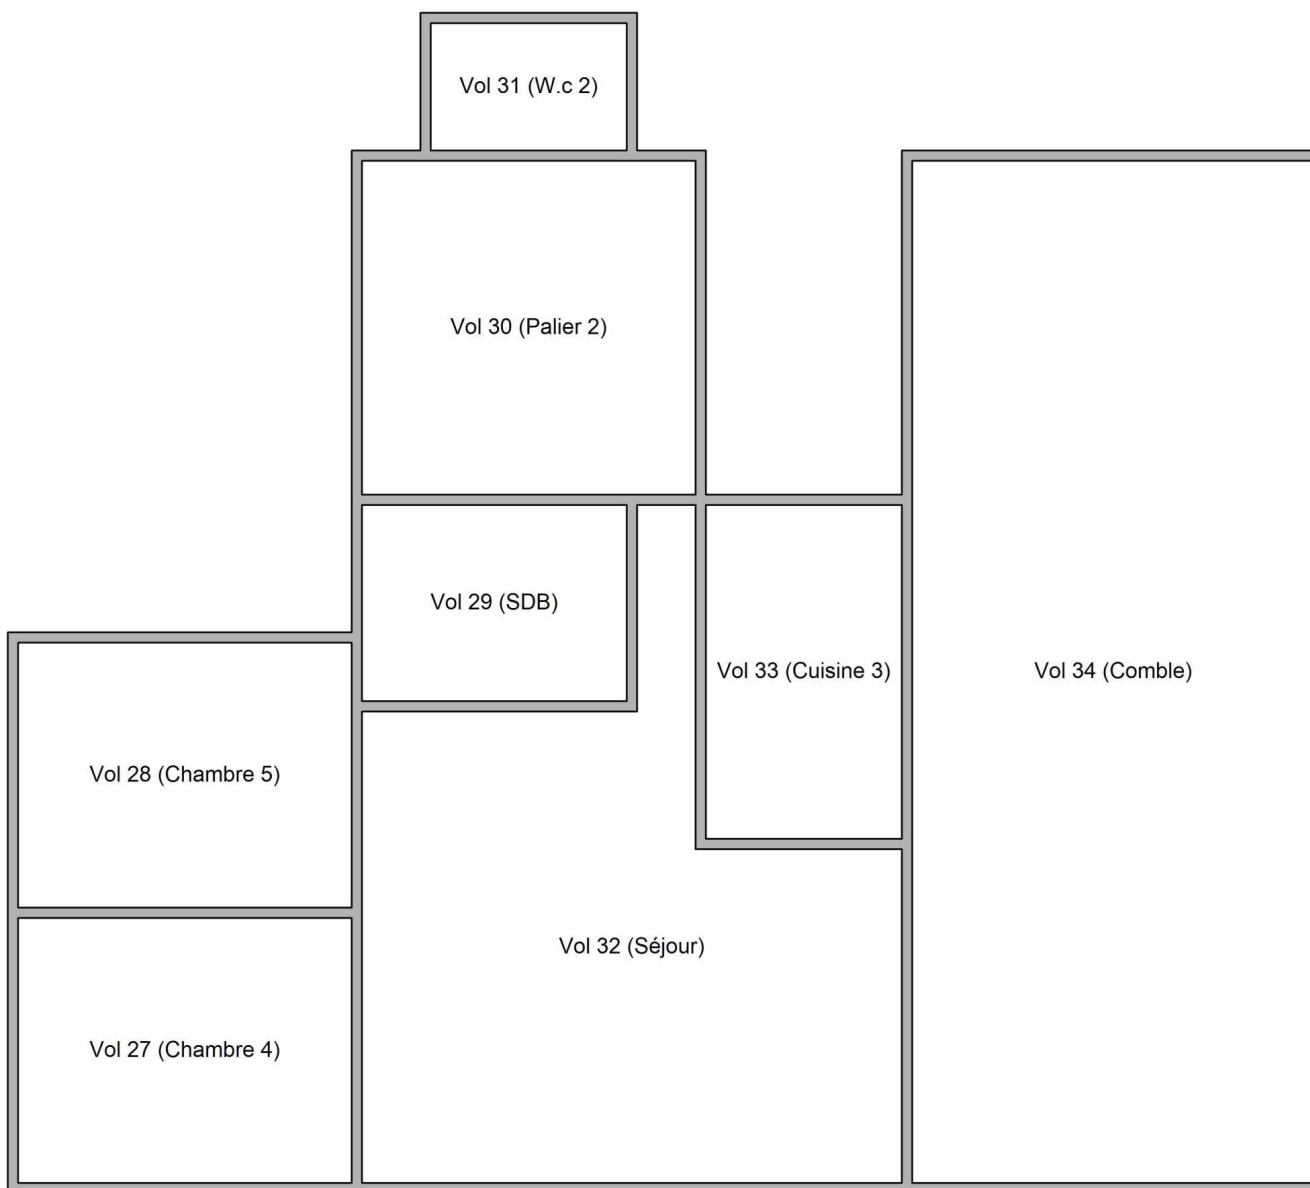 Vol 31 (W.c 2)
Vol 30 (Palier 2)
Vol 29 (SDB)
Vol 33 (Cuisine 3)
Vol 34 (Comble)
Vol 28 (Chambre 5)
Vol 32 (Séjour)
Vol 27 (Chambre 4)